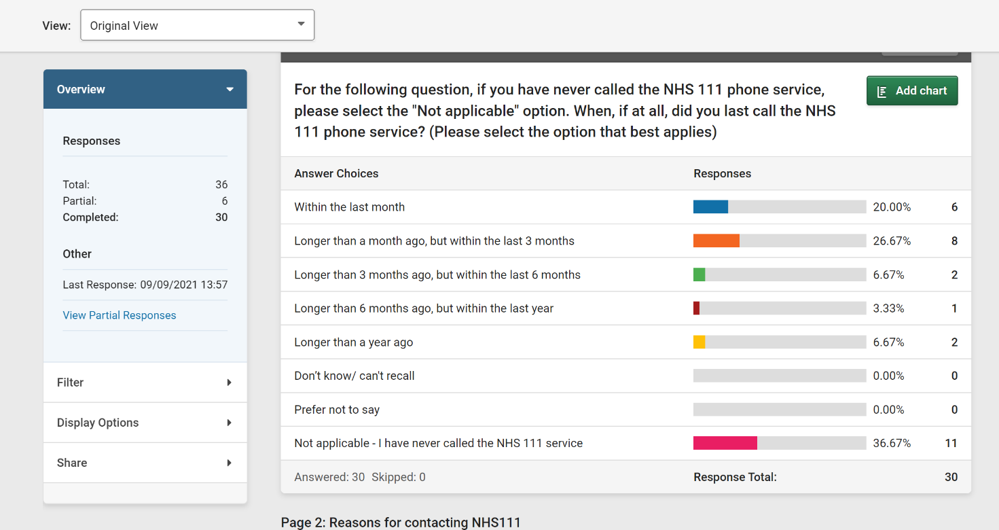 View: Original View
Overview
Responses
Total: 36
Partial: 6
Completed: 30
Other
Last Response: 09/09/2021 13:57
View Partial Responses
Filter
Display Options
Share
For the following question, if you have never called the NHS 111 phone service,
please select the "Not applicable" option. When, if at all, did you last call the NHS
111 phone service? (Please select the option that best applies)
Add chart
Answer Choices Responses
Within the last month 20.00% 6
Longer than a month ago, but within the last 3 months 26.67% 8
Longer than 3 months ago, but within the last 6 months 6.67% 2
Longer than 6 months ago, but within the last year 3.33% 1
Longer than a year ago 6.67% 2
Don’t know/ can't recall 0.00% 0
Prefer not to say 0.00% 0
Not applicable - I have never called the NHS 111 service 36.67% 11
Answered: 30 Skipped: 0 Response Total: 30
Page 2: Reasons for contacting NHS111